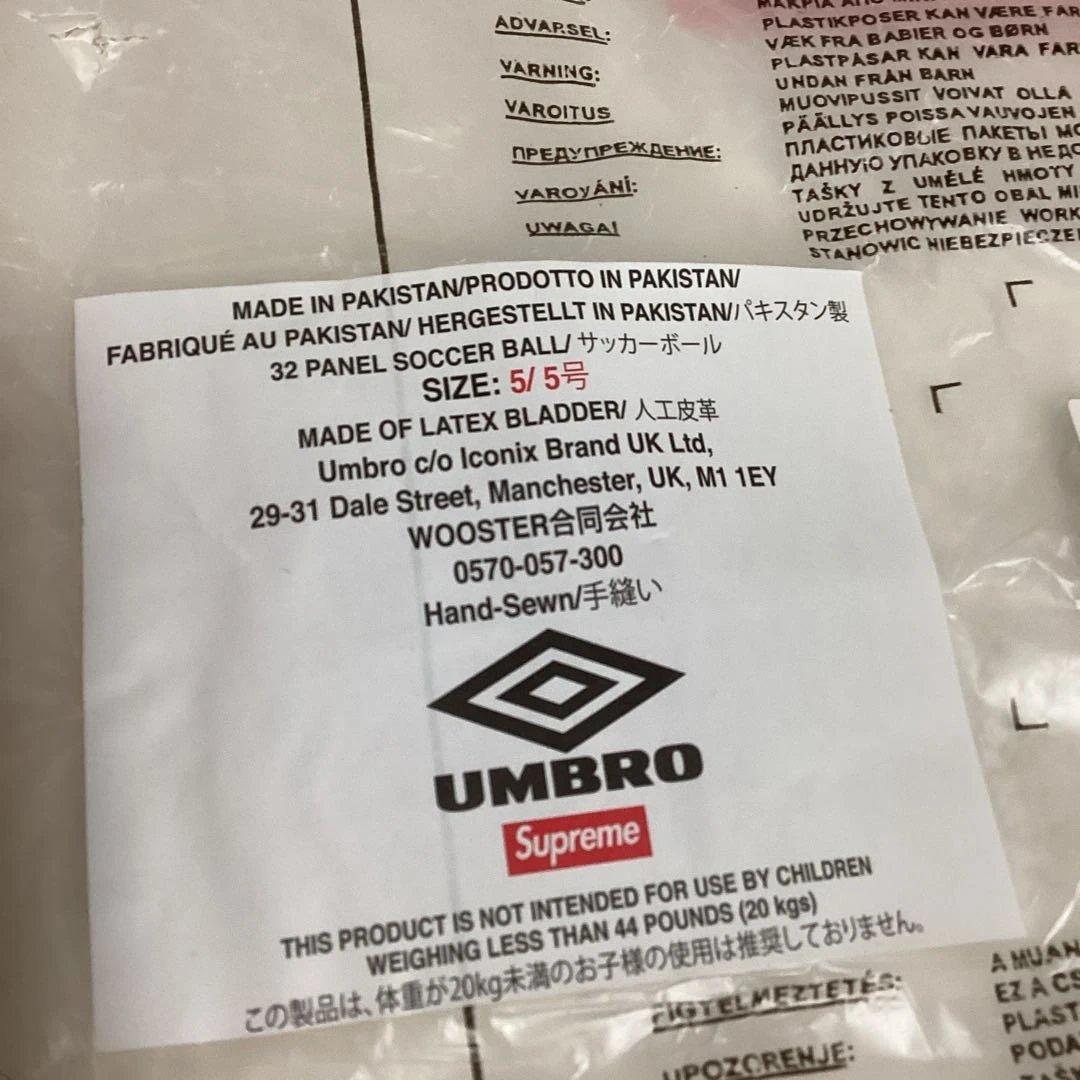 ADVARSEL:
VARNING:
VAROITUS
ПРЕДУПРЕЖДЕНИЕ:
VAROVÁNÍ:
UWAGA!
PLASTIKPOSER KAN VÆRE FAR
VÆK FRA BABIER OG BØRN
PLASTPÅSAR KAN VARA FAR
UNDAN FRÅN BARN
MUOVIPUSSIT VOIVAT OLLA
PÄÄLLYS POISSA VAUVOJEN
ПЛАСТИКОВЫЕ ПАКЕТЫ МО
ДАННУЮ УПАКОВКУ В НЕДО
TAŠKY Z UMĚLÉ HMOTY
UDRŽUJTE TENTO OBAL MI
PRZECHOWYWANIE WORK
STANOWIC NIEBEZPIECZE
MADE IN PAKISTAN/PRODOTTO IN PAKISTAN/
FABRIQUÉ AU PAKISTAN/ HERGESTELLT IN PAKISTAN/パキスタン製
32 PANEL SOCCER BALL/ サッカーボール
SIZE: 5/ 5号
MADE OF LATEX BLADDER/ 人工皮革
Umbro c/o Iconix Brand UK Ltd,
29-31 Dale Street, Manchester, UK, M1 1EY
WOOSTER合同会社
0570-057-300
Hand-Sewn/手縫い
UMBRO
Supreme
THIS PRODUCT IS NOT INTENDED FOR USE BY CHILDREN
WEIGHING LESS THAN 44 POUNDS (20 kgs)
この製品は、体重が20kg未満のお子様の使用は推奨しておりません。
FIGYELMEZTETÉS:
UPOZORENJE:
A MUAN
EZ A CS
PLAST
PODA